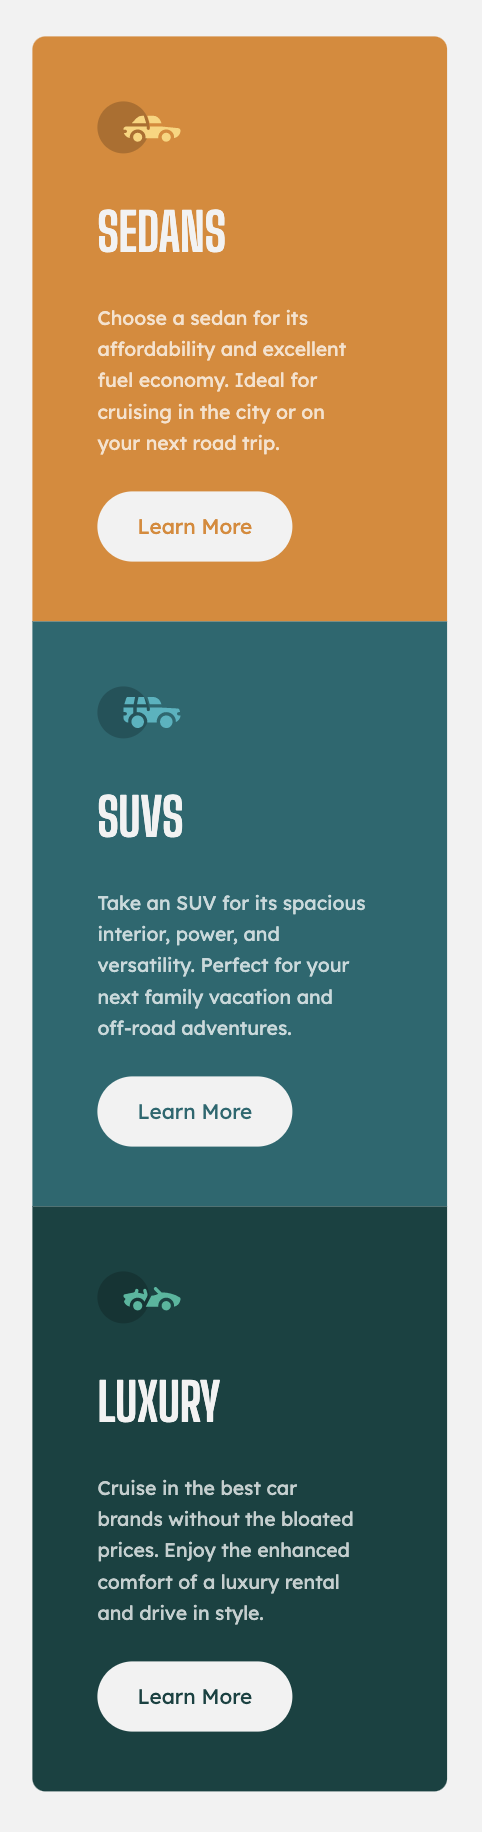 SEDANS
Choose a sedan for its
affordability and excellent
fuel economy. Ideal for
cruising in the city or on
your next road trip.
Learn More
SUVS
Take an SUV for its spacious
interior, power, and
versatility. Perfect for your
next family vacation and
off-road adventures.
Learn More
LUXURY
Cruise in the best car
brands without the bloated
prices. Enjoy the enhanced
comfort of a luxury rental
and drive in style.
Learn More